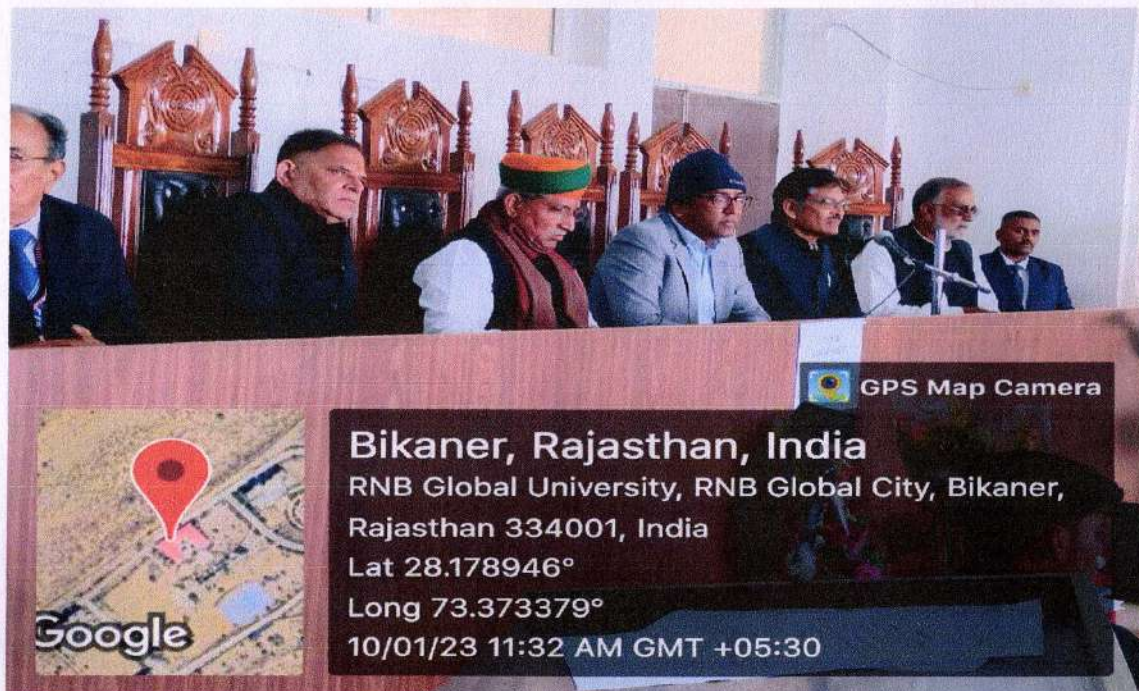 GPS Map Camera
Bikaner, Rajasthan, India
RNB Global University, RNB Global City, Bikaner,
Rajasthan 334001, India
Lat 28.178946°
Long 73.373379°
10/01/23 11:32 AM GMT +05:30
Google